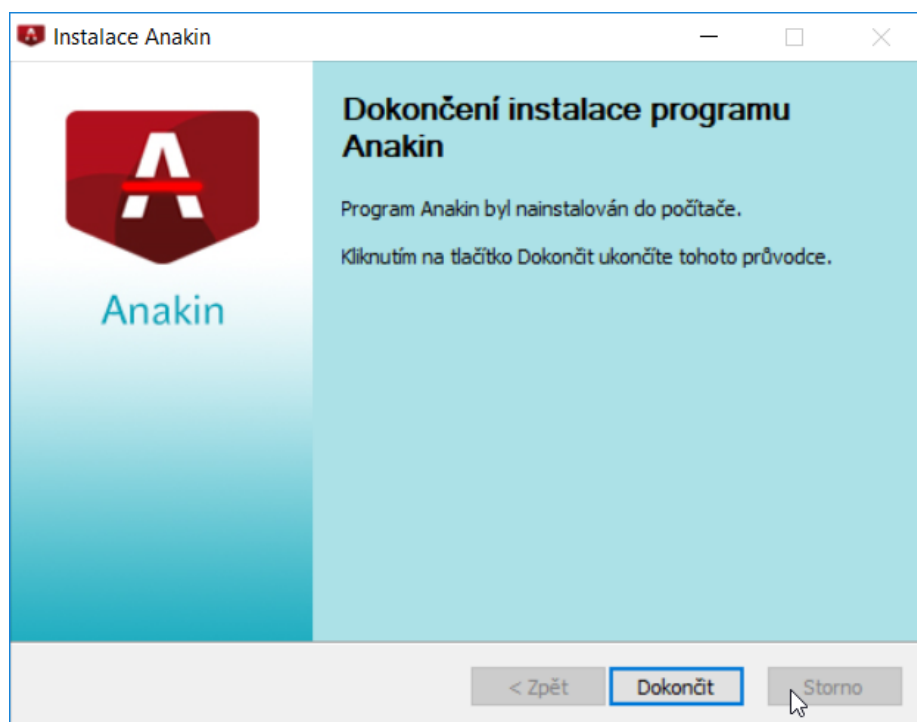 Instalace Anakin
Anakin
Dokončení instalace programu
Anakin
Program Anakin byl nainstalován do počítače.
Kliknutím na tlačítko Dokončit ukončíte tohoto průvodce.
< Zpět
Dokončit
Storno